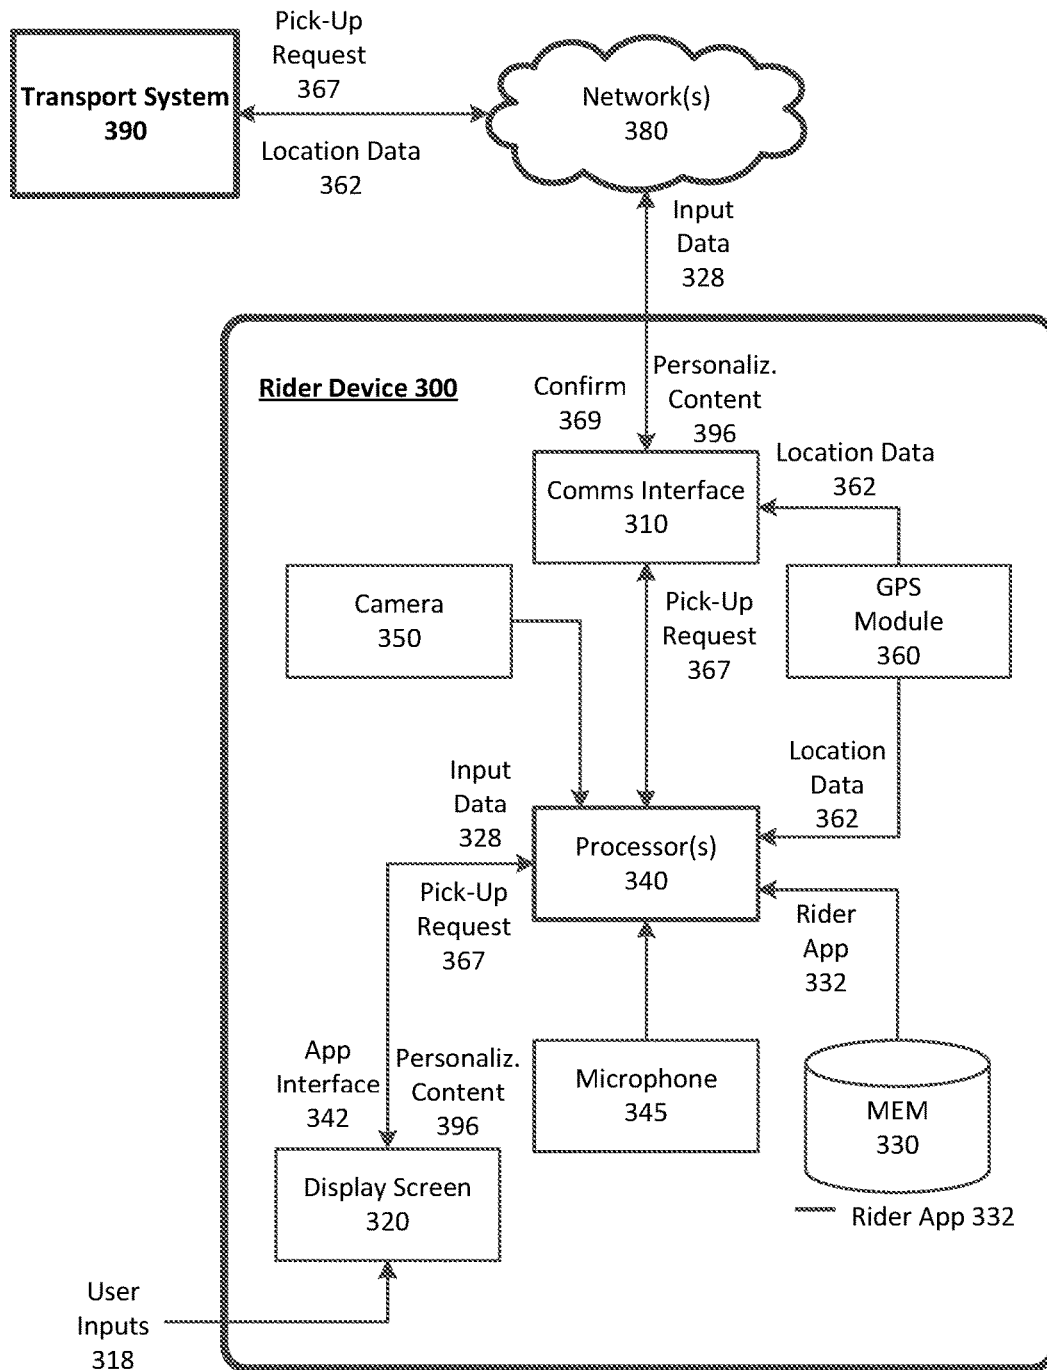 Pick-Up
Request
367
Transport System
390
Location Data
362
Network(s)
380
Input
Data
328
Rider Device 300
Confirm
369
Personaliz.
Content
396
Comms Interface
310
Location Data
362
Camera
350
Pick-Up
Request
367
GPS
Module
360
Input
Data
328
Location
Data
362
Processor(s)
340
Pick-Up
Request
367
Rider
App
332
App
Interface
342
Personaliz.
Content
396
Microphone
345
MEM
330
Display Screen
320
Rider App 332
User
Inputs
318